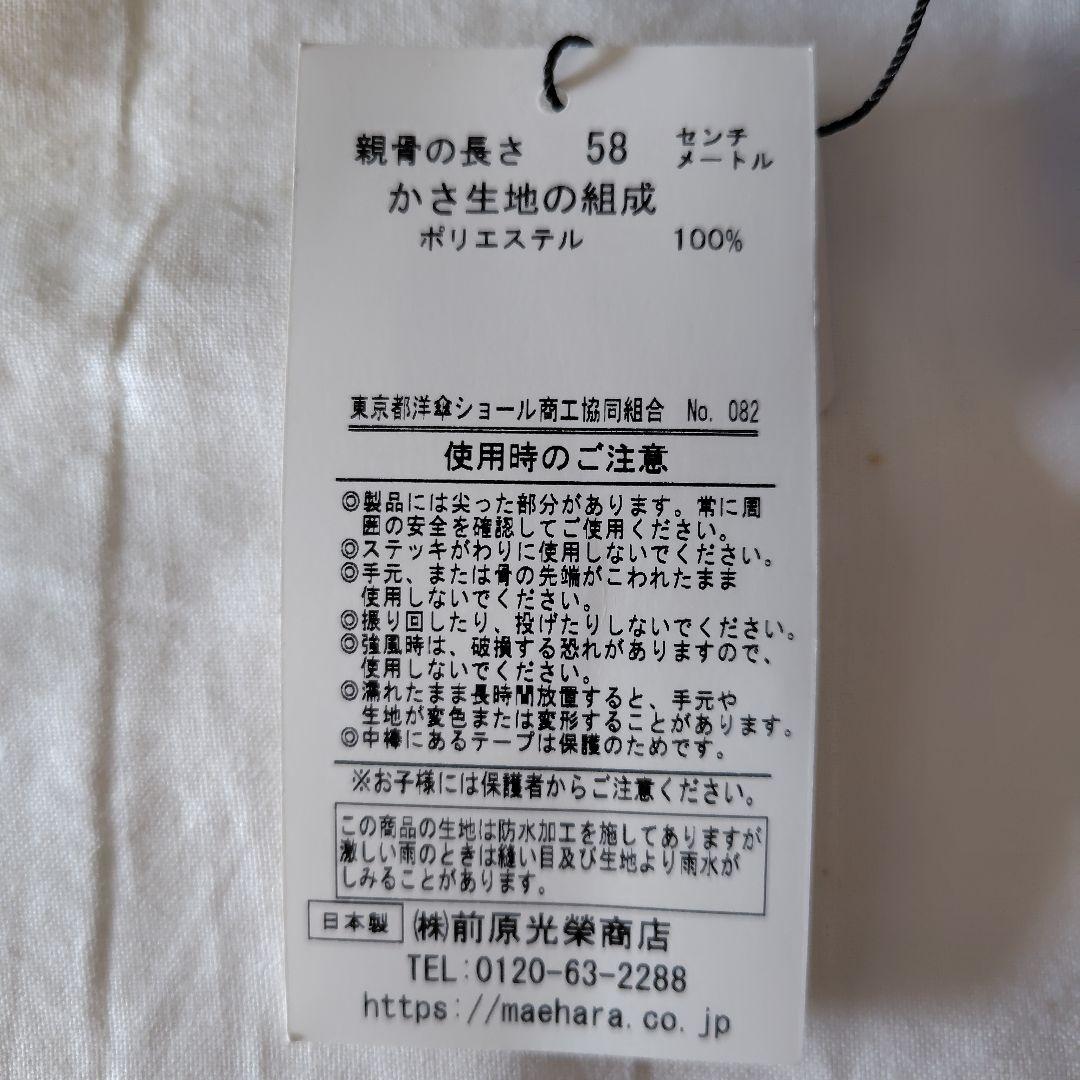 親骨の長さ 58 センチメートル
かさ生地の組成
ポリエステル 100%
東京都洋傘ショール商工協同組合 No. 082
使用時のご注意
◎製品には尖った部分があります。常に周
囲の安全を確認してご使用ください。
◎ステッキがわりに使用しないでください。
◎手元、または骨の先端がこわれたまま
使用しないでください。
◎振り回したり、投げたりしないでください。
◎強風時は、破損する恐れがありますので、
使用しないでください。
◎濡れたまま長時間放置すると、手元や
生地が変色または変形することがあります。
◎中棒にあるテープは保護のためです。
※お子様には保護者からご注意ください。
この商品の生地は防水加工を施してありますが
激しい雨のときは縫い目及び生地より雨水が
しみることがあります。
日本製 ㈱前原光榮商店
TEL:0120-63-2288
https://maehara.co.jp